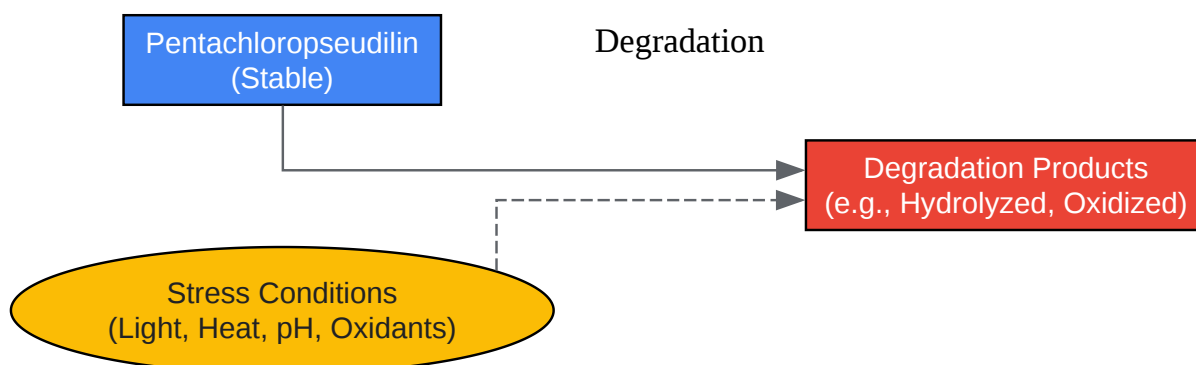 Pentachloropseudilin
(Stable)
Degradation
Degradation Products
(e.g., Hydrolyzed, Oxidized)
Stress Conditions
(Light, Heat, pH, Oxidants)